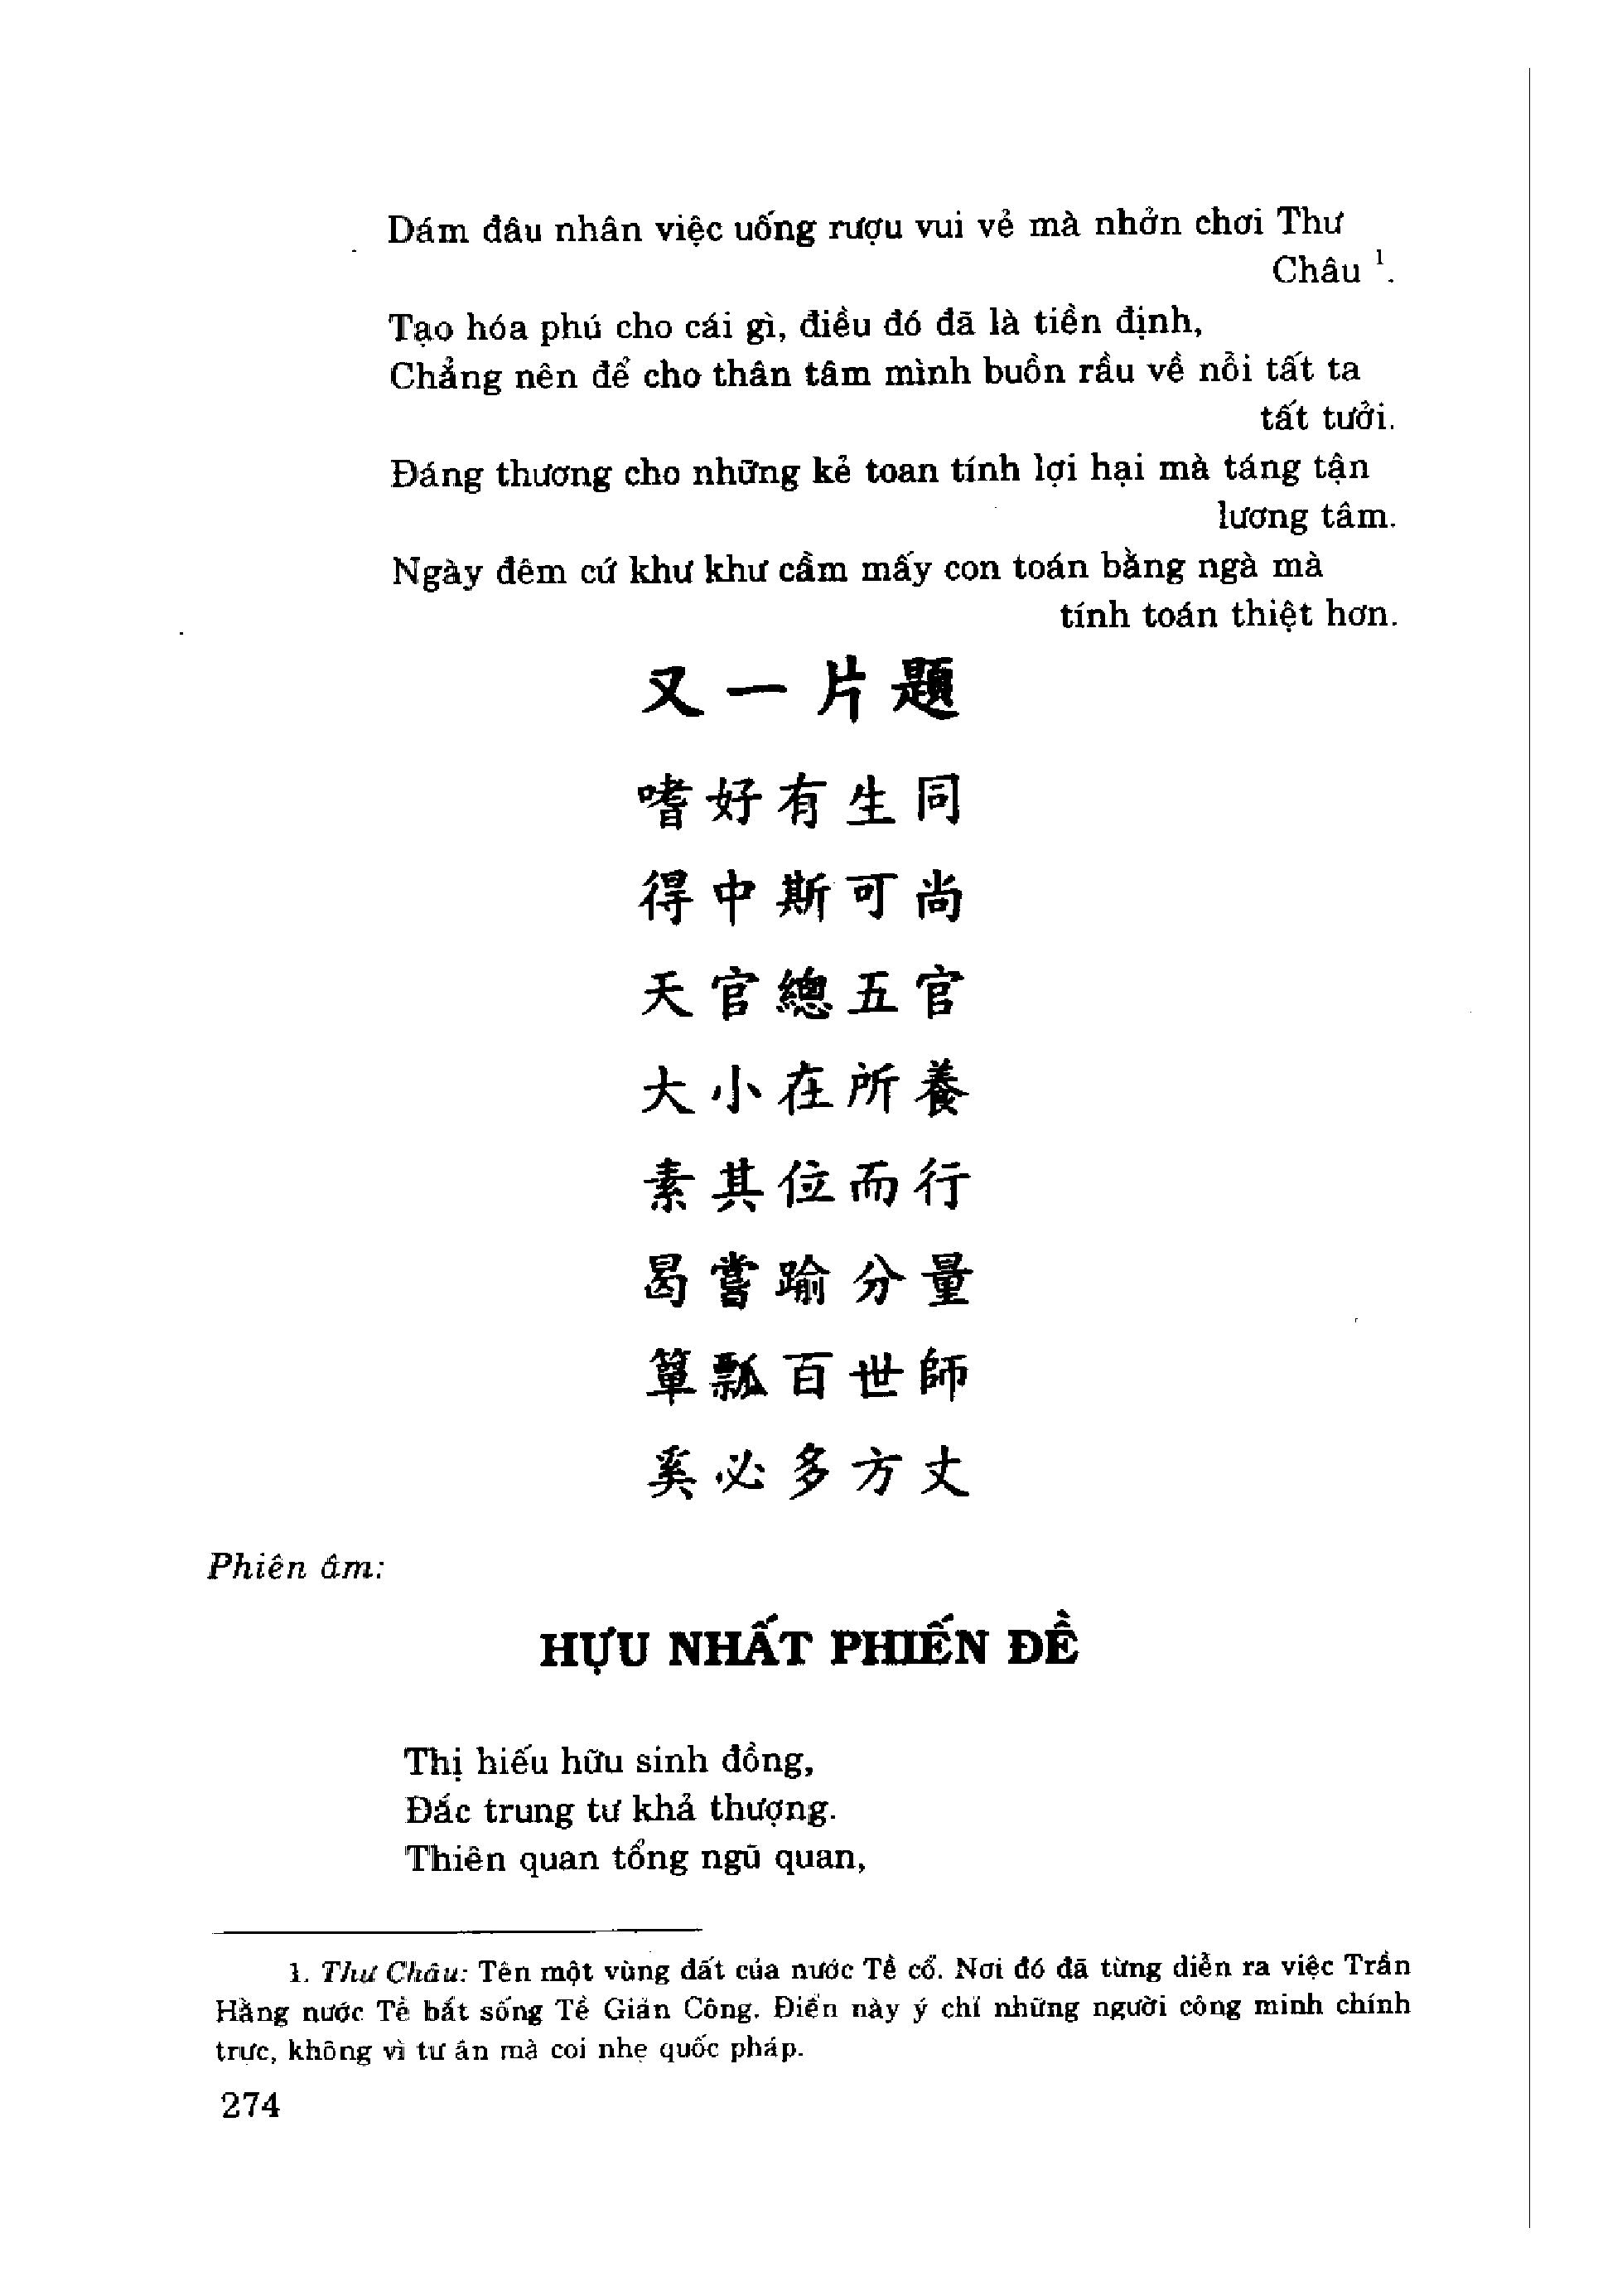 Dám đâu nhân việc uống rượu vui vẻ mà nhởn chơi Thư
Châu ¹.
Tạo hóa phú cho cái gì, điều đó đã là tiền định,
Chẳng nên để cho thân tâm mình buồn rầu về nỗi tất ta
tất tưởi.
Đáng thương cho những kẻ toan tính lợi hại mà táng tận
lương tâm.
Ngày đêm cứ khư khư cầm mấy con toán bằng ngà mà
tính toán thiệt hơn.
又一片題
嗜好有生同
得中斯可尚
天官總五官
大小在所養
素其位而行
曷嘗踰分量
簞瓢百世師
奚必多方丈
Phiên âm:
HỰU NHẤT PHIẾN ĐỀ
Thị hiếu hữu sinh đồng,
Đắc trung tư khả thượng.
Thiên quan tổng ngũ quan,
1. Thư Châu: Tên một vùng đất của nước Tề cổ. Nơi đó đã từng diễn ra việc Trần
Hằng nước Tề bắt sống Tề Giản Công. Điển này ý chỉ những người công minh chính
trực, không vì tư ân mà coi nhẹ quốc pháp.
274